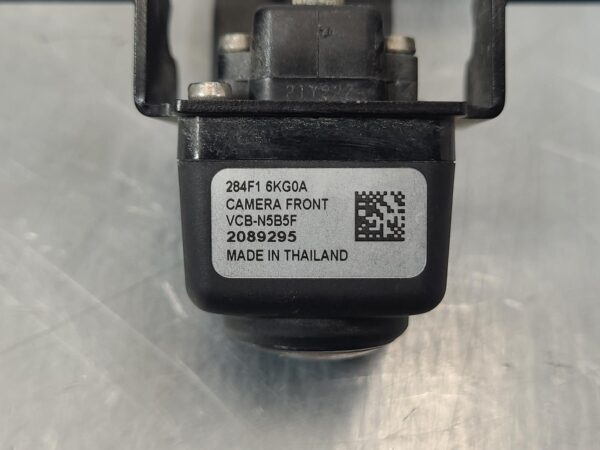 284F1 6KG0A
CAMERA FRONT
VCB-N5B5F
2089295
MADE IN THAILAND